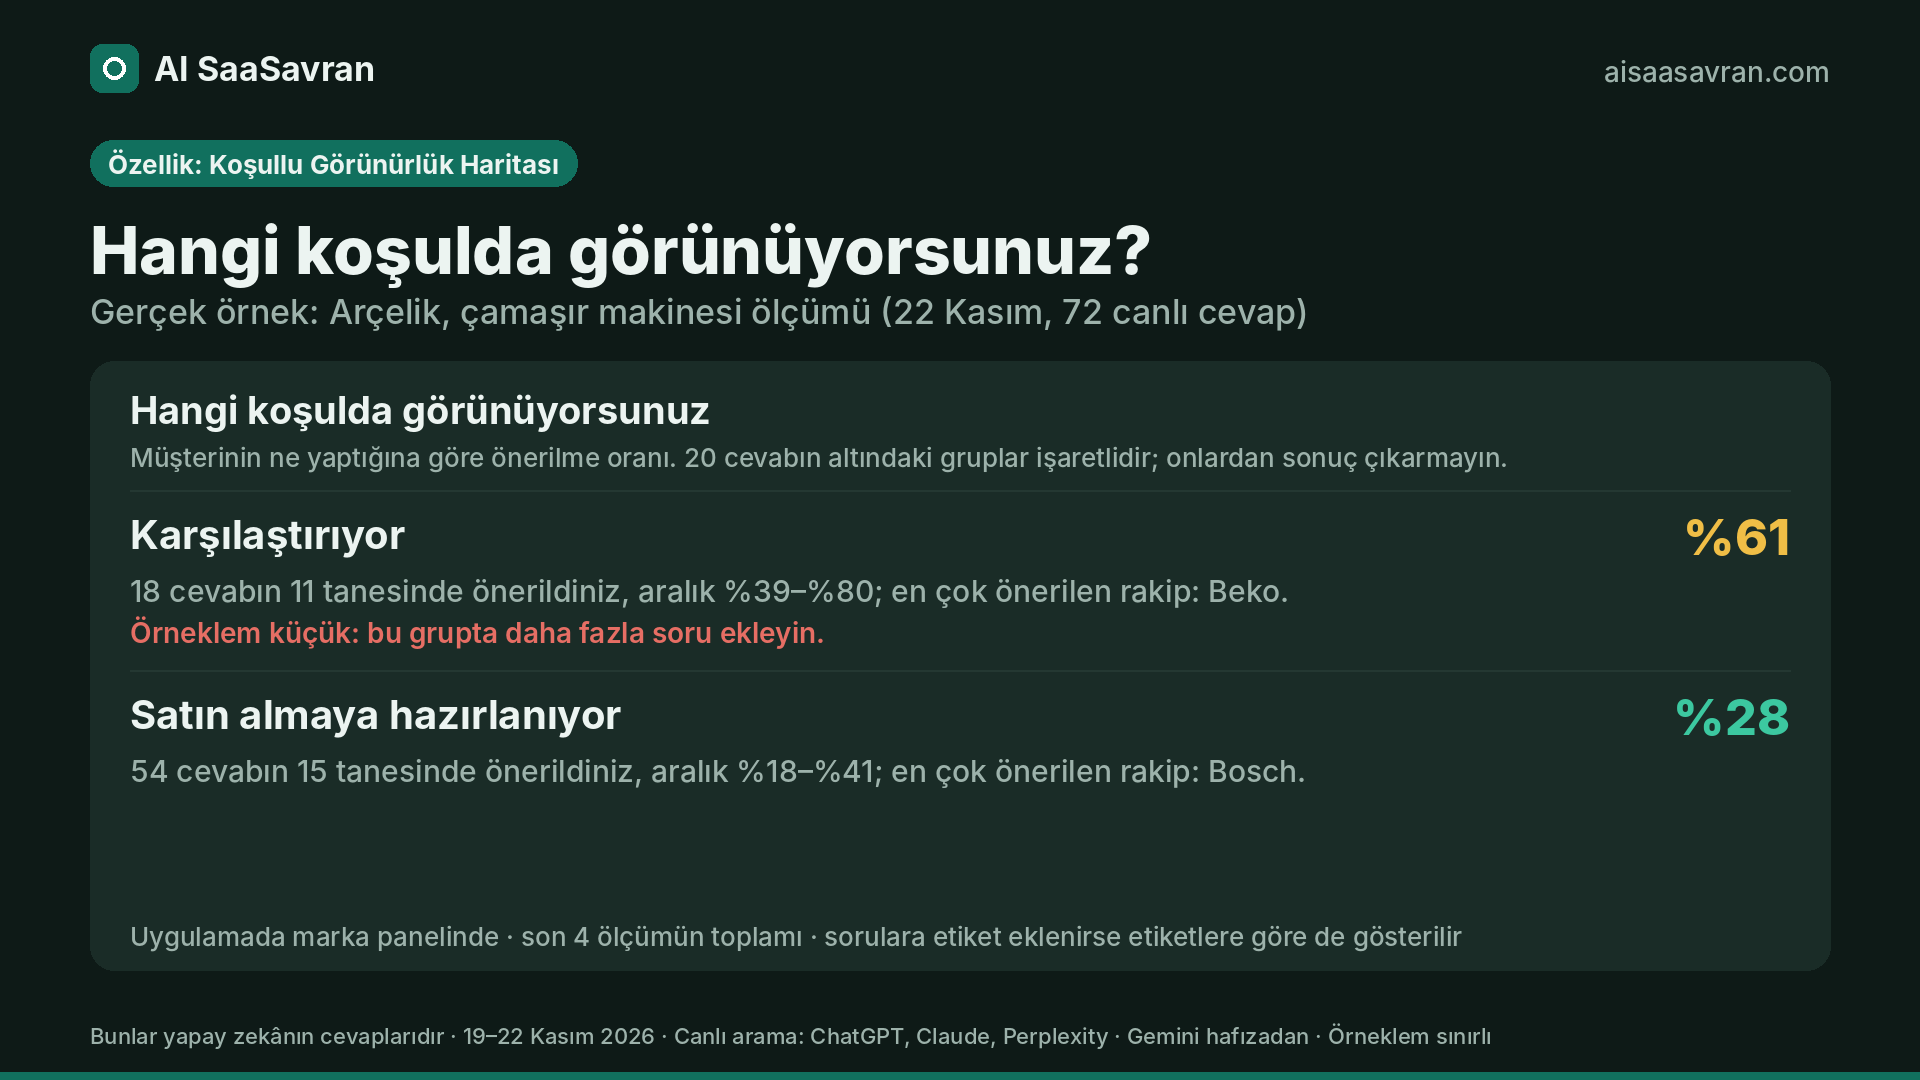 AI SaaSavran
aisaasavran.com
Özellik: Koşullu Görünürlük Haritası
Hangi koşulda görünüyorsunuz?
Gerçek örnek: Arçelik, çamaşır makinesi ölçümü (22 Kasım, 72 canlı cevap)
Hangi koşulda görünüyorsunuz
Müşterinin ne yaptığına göre önerilme oranı. 20 cevabın altındaki gruplar işaretlidir; onlardan sonuç çıkarmayın.
Karşılaştırıyor
%61
18 cevabın 11 tanesinde önerildiniz, aralık %39–%80; en çok önerilen rakip: Beko.
Örneklem küçük: bu grupta daha fazla soru ekleyin.
Satın almaya hazırlanıyor
%28
54 cevabın 15 tanesinde önerildiniz, aralık %18–%41; en çok önerilen rakip: Bosch.
Uygulamada marka panelinde · son 4 ölçümün toplamı · sorulara etiket eklenirse etiketlere göre de gösterilir
Bunlar yapay zekânın cevaplarıdır · 19–22 Kasım 2026 · Canlı arama: ChatGPT, Claude, Perplexity · Gemini hafızadan · Örneklem sınırlı